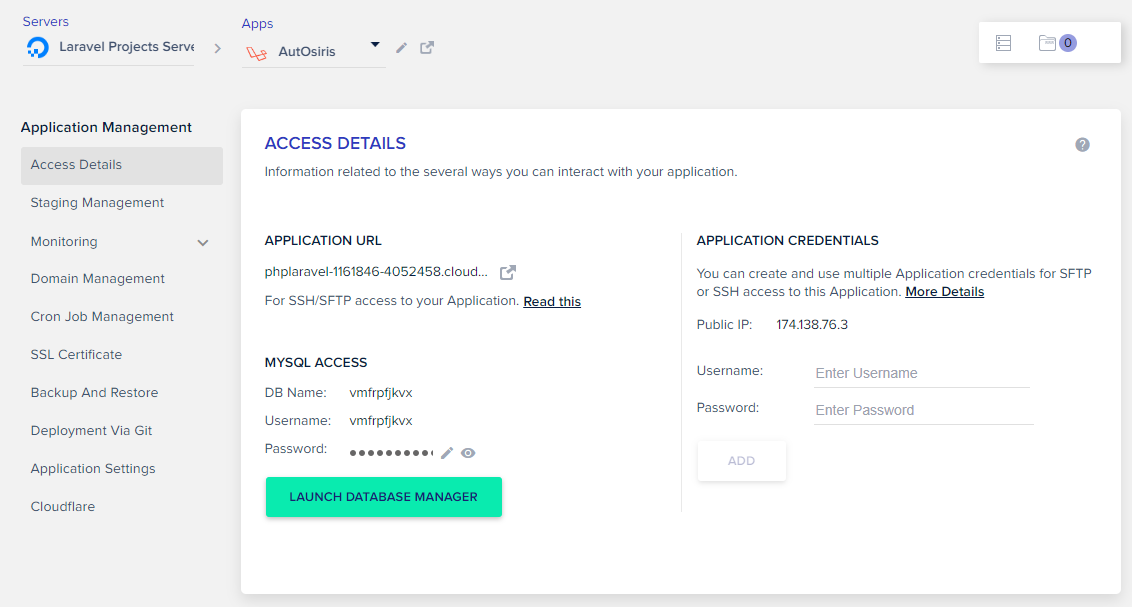 Servers
Laravel Projects Serve
Apps
AutOsiris
0
Application Management
Access Details
Staging Management
Monitoring
Domain Management
Cron Job Management
SSL Certificate
Backup And Restore
Deployment Via Git
Application Settings
Cloudflare
ACCESS DETAILS
?
Information related to the several ways you can interact with your application.
APPLICATION URL
phplaravel-1161846-4052458.cloud...
For SSH/SFTP access to your Application. Read this
MYSQL ACCESS
DB Name: vmfrpfjkvx
Username: vmfrpfjkvx
Password: ••••••••••
LAUNCH DATABASE MANAGER
APPLICATION CREDENTIALS
You can create and use multiple Application credentials for SFTP
or SSH access to this Application. More Details
Public IP: 174.138.76.3
Username: Enter Username
Password: Enter Password
ADD